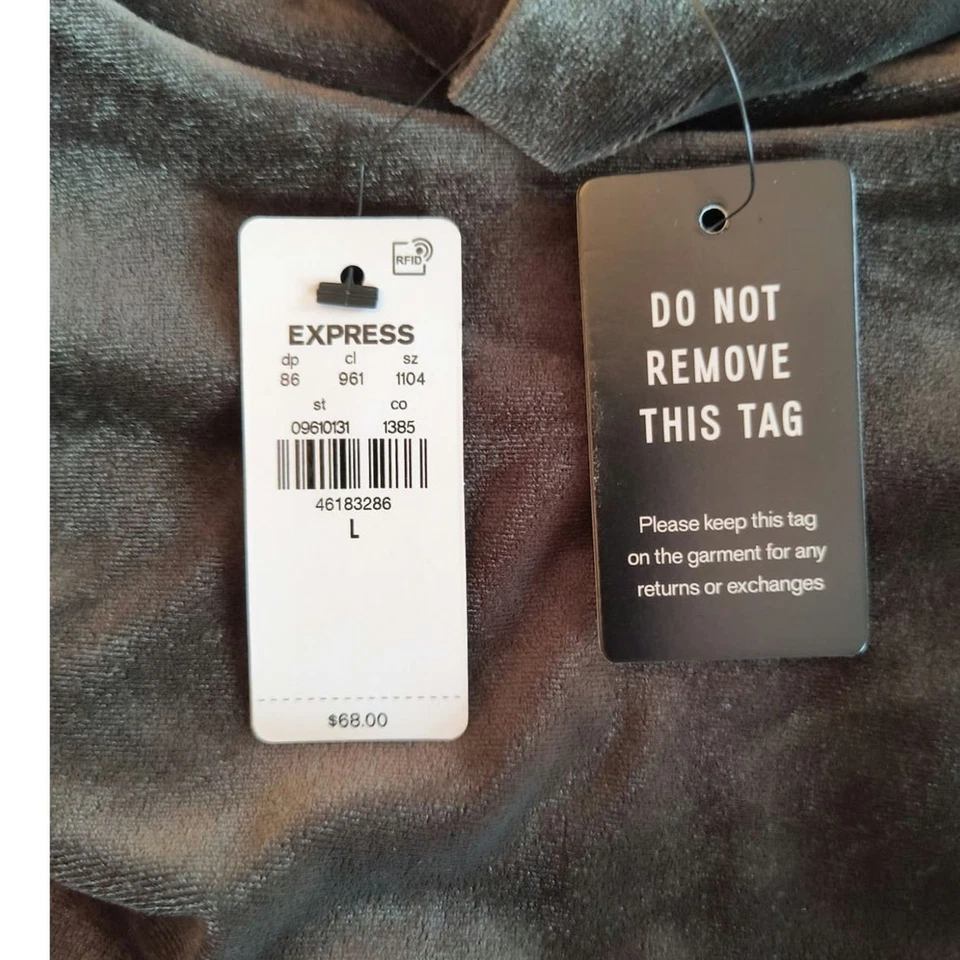 RFID
EXPRESS
dp cl sz
86 961 1104
st co
09610131 1385
46183286
L
$68.00
DO NOT
REMOVE
THIS TAG
Please keep this tag
on the garment for any
returns or exchanges